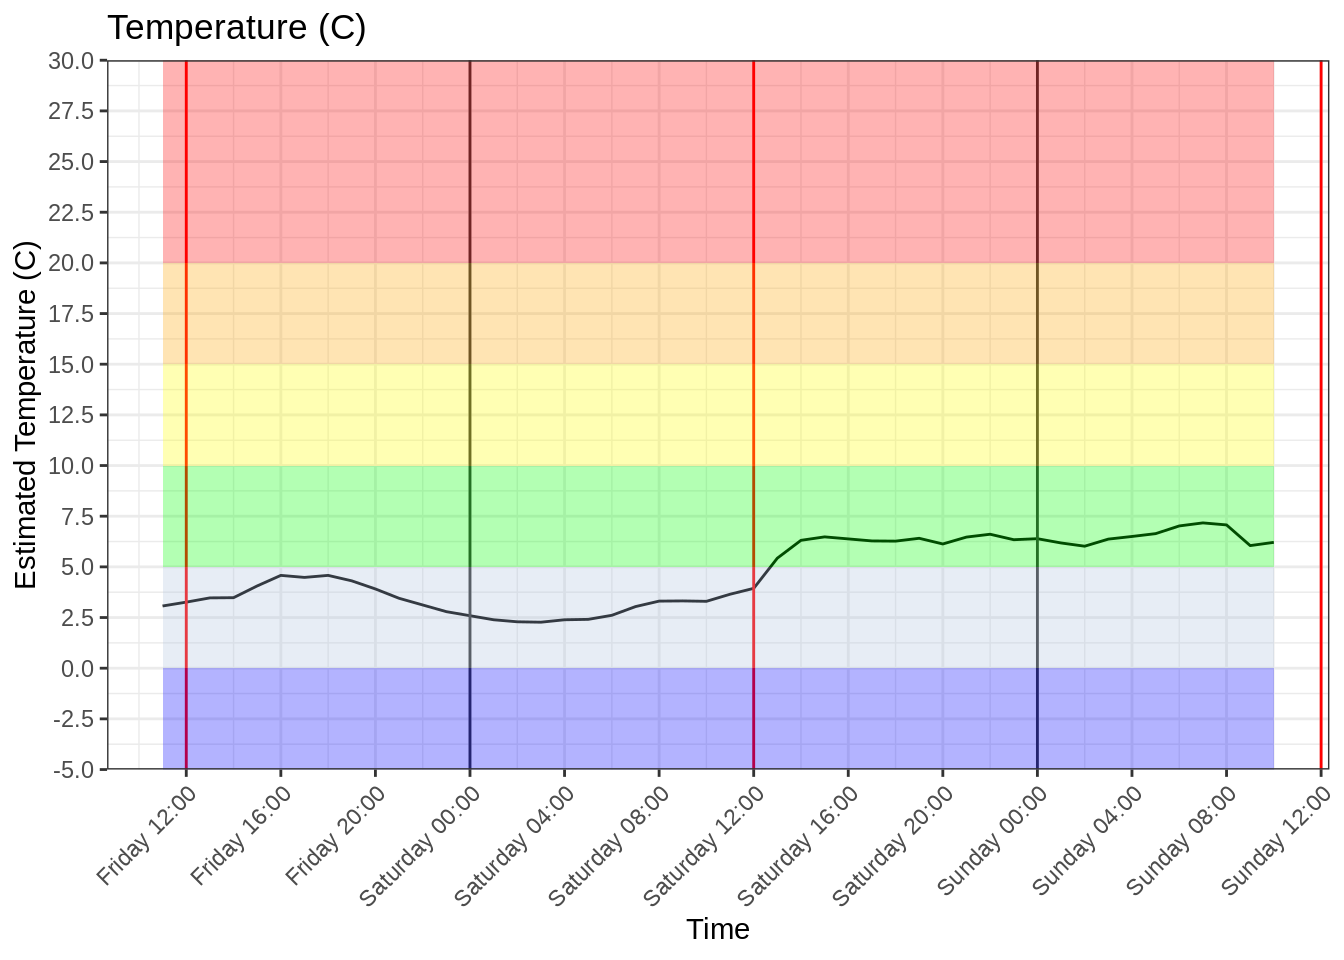 Temperature (C)
Estimated Temperature (C)
30.0
27.5
25.0
22.5
20.0
17.5
15.0
12.5
10.0
7.5
5.0
2.5
0.0
-2.5
-5.0
Friday 12:00
Friday 16:00
Friday 20:00
Saturday 00:00
Saturday 04:00
Saturday 08:00
Saturday 12:00
Saturday 16:00
Saturday 20:00
Sunday 00:00
Sunday 04:00
Sunday 08:00
Sunday 12:00
Time